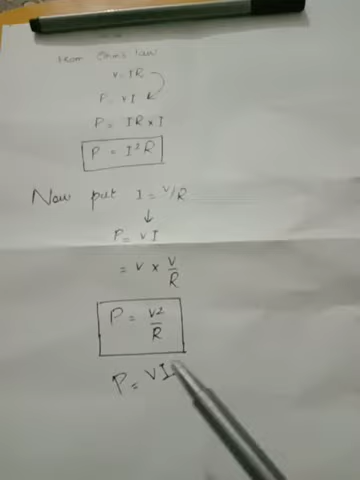 From Ohm's law
V = IR
P = VI
P = IR × I
P = I²R
Now put I = V/R
P = VI
= V × V/R
P = V²/R
P = VI